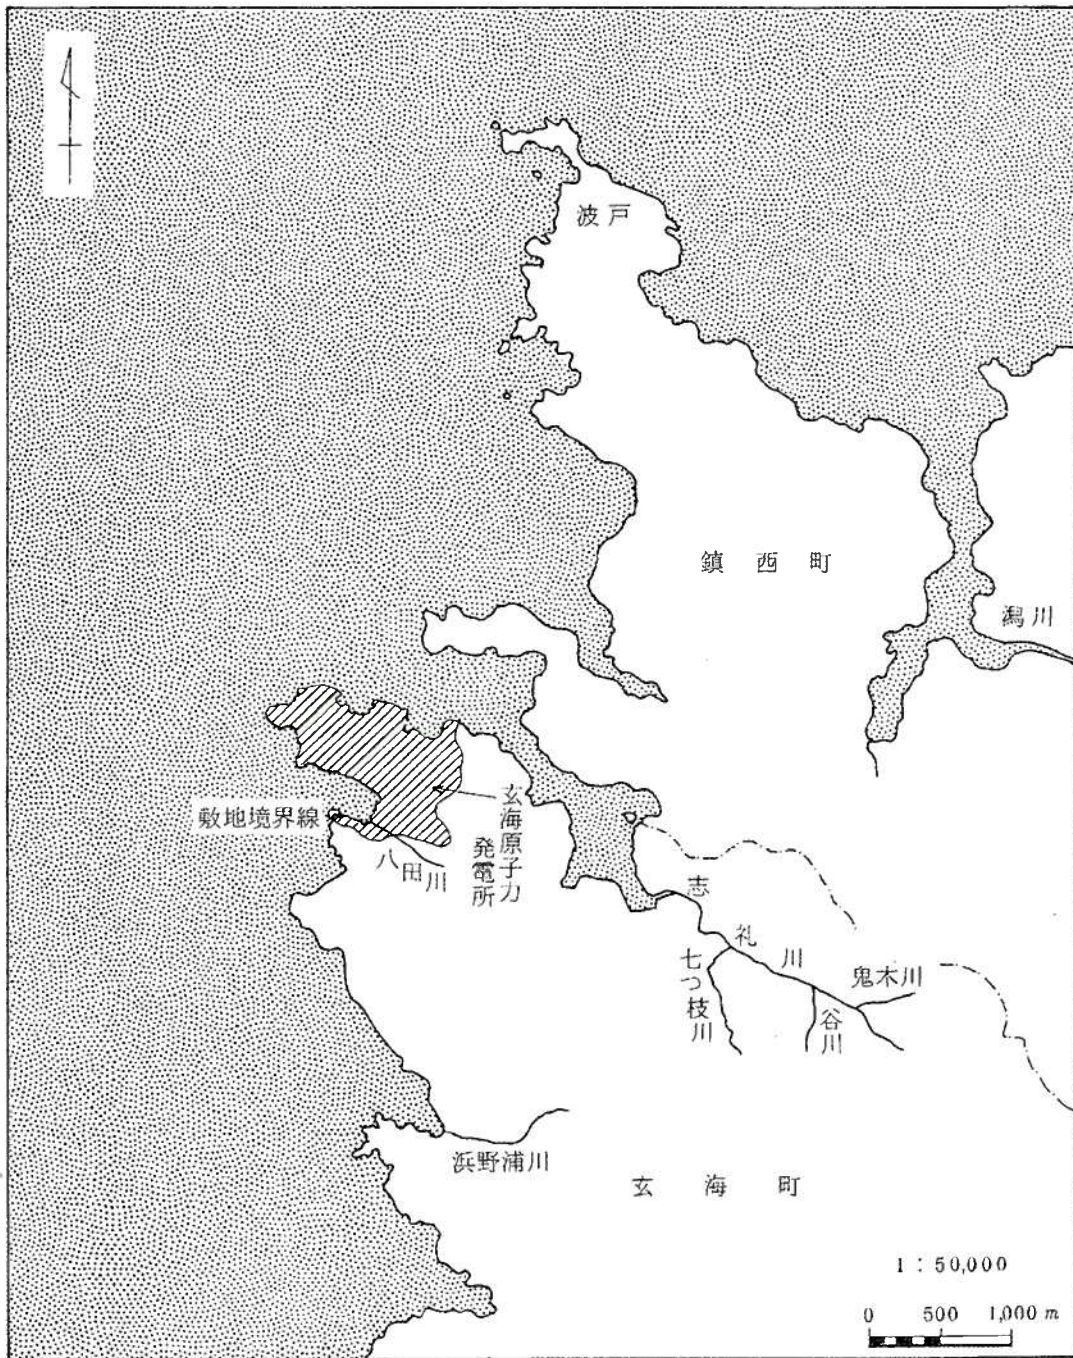 波戸
鎮西町
潟川
敷地境界線
玄海原子力
発電所
八田川
志礼川
七つ枝川
谷川
鬼木川
浜野浦川
玄海町
1 : 50,000
0 500 1,000 m